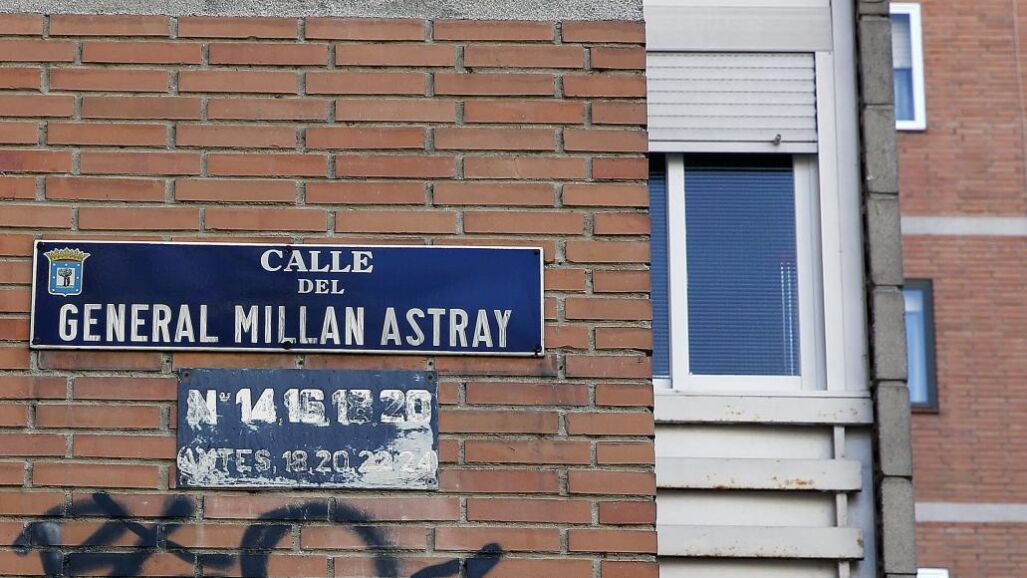 CALLE
DEL
GENERAL MILLAN ASTRAY
Nº 14,16,18,20
ANTES, 18,20,22,24